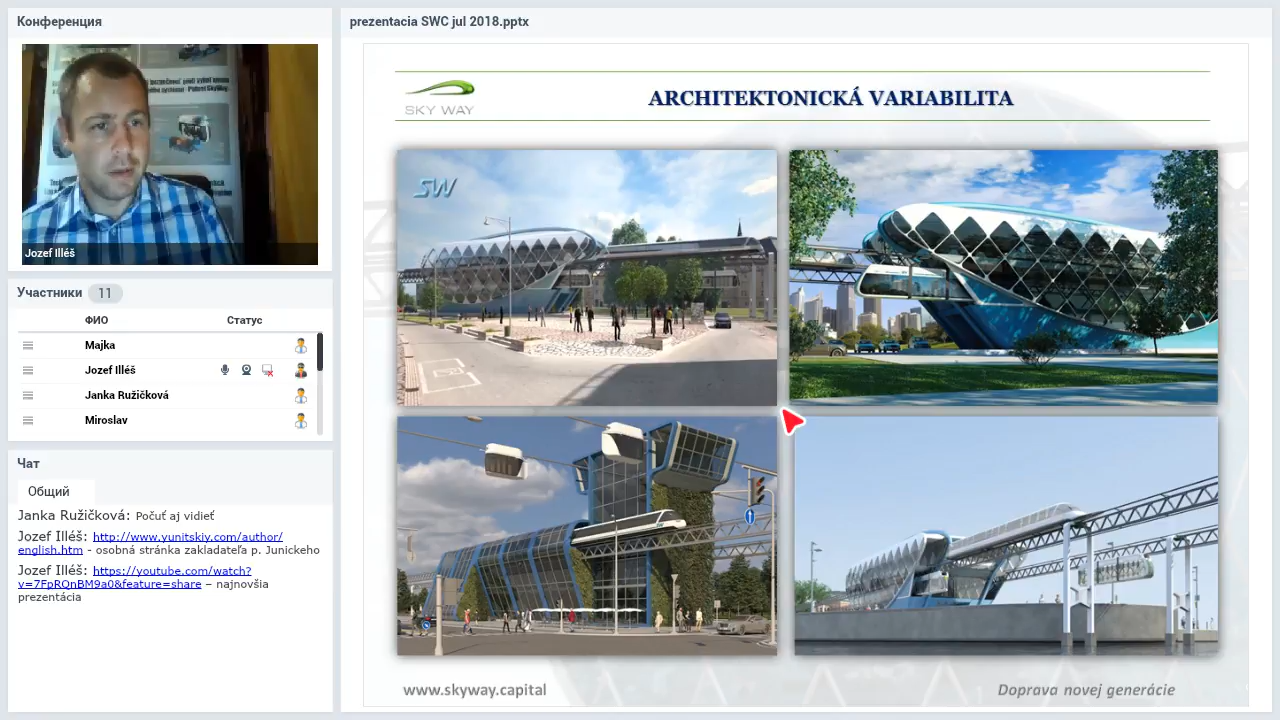 Конференция
Jozef Illéš
Участники 11
ФИО Статус
Majka
Jozef Illéš
Janka Ružičková
Miroslav
Чат
Общий
Janka Ružičková: Počuť aj vidieť
Jozef Illéš: http://www.yunitskiy.com/author/
english.htm - osobná stránka zakladateľa p. Junickeho
Jozef Illéš: https://youtube.com/watch?
v=7FpRQnBM9a0&feature=share – najnovšia
prezentácia
prezentacia SWC jul 2018.pptx
SKY WAY
ARCHITEKTONICKÁ VARIABILITA
SW
www.skyway.capital
Doprava novej generácie